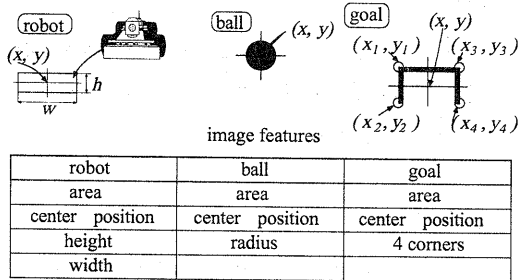 robot
ball
goal
(x, y)
(x, y)
(x, y)
(x1, y1)
(x3, y3)
h
w
(x2, y2)
(x4, y4)
image features
robot ball goal
area area area
center position center position center position
height radius 4 corners
width